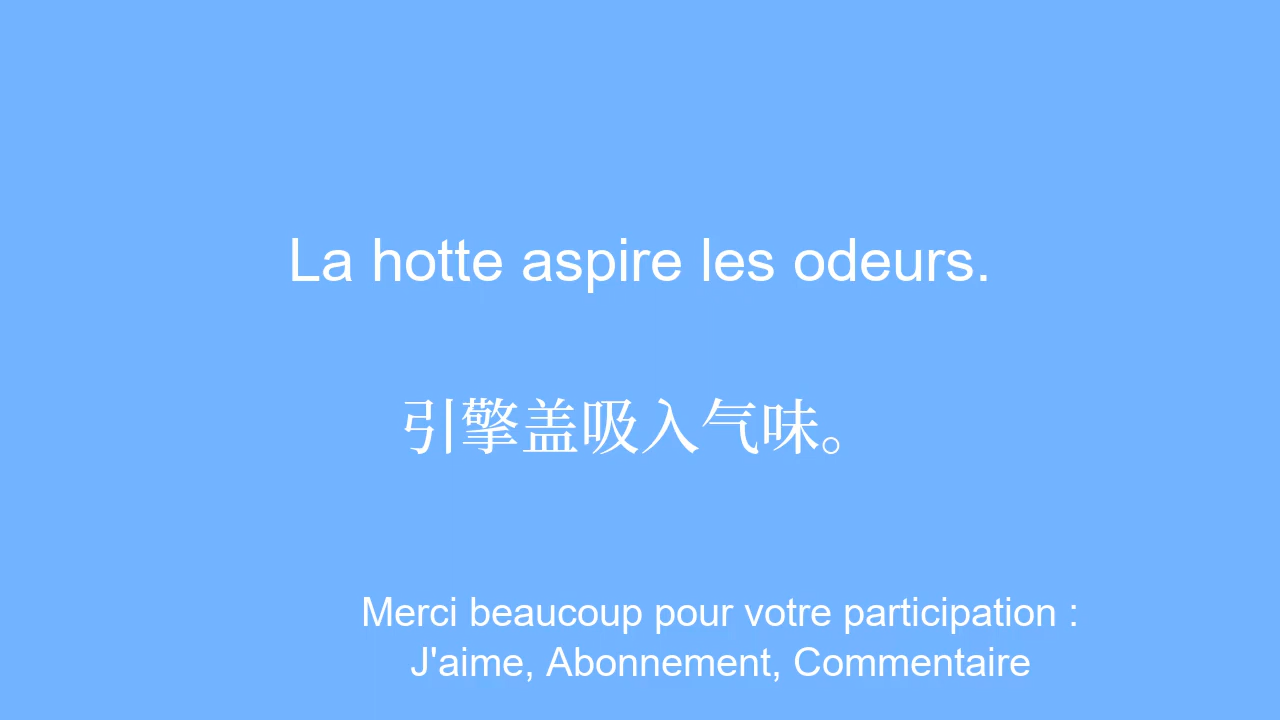 La hotte aspire les odeurs.
引擎盖吸入气味。
Merci beaucoup pour votre participation :
J'aime, Abonnement, Commentaire